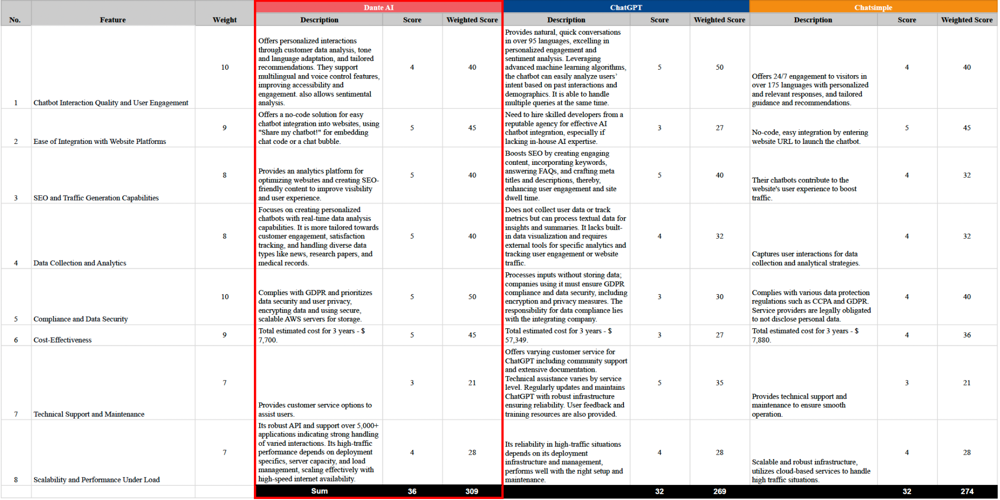 Dante AI ChatGPT Chatsimple
No. Feature Weight Description Score Weighted Score Description Score Weighted Score Description Score Weighted Score
1
Chatbot Interaction Quality and User Engagement
10
Offers personalized interactions
through customer data analysis, tone
and language adaptation, and tailored
recommendations. They support
multilingual and voice control features,
improving accessibility and
engagement. also allows sentimental
analysis.
4
40
Provides natural, quick conversations
in over 95 languages, excelling in
personalized engagement and
sentiment analysis. Leveraging
advanced machine learning algorithms,
the chatbot can easily analyze users’
intent based on past interactions and
demographics. It is able to handle
multiple queries at the same time.
5
50
Offers 24/7 engagement to visitors in
over 175 languages with personalized
and relevant responses, and tailored
guidance and recommendations.
4
40
2
Ease of Integration with Website Platforms
9
Offers a no-code solution for easy
chatbot integration into websites, using
"Share my chatbot!" for embedding
chat code or a chat bubble.
5
45
Need to hire skilled developers from a
reputable agency for effective AI
chatbot integration, especially if
lacking in-house AI expertise.
3
27
No-code, easy integration by entering
website URL to launch the chatbot.
5
45
3
SEO and Traffic Generation Capabilities
8
Provides an analytics platform for
optimizing websites and creating SEO-
friendly content to improve visibility
and user experience.
5
40
Boosts SEO by creating engaging
content, incorporating keywords,
answering FAQs, and crafting meta
titles and descriptions, thereby,
enhancing user engagement and site
dwell time.
5
40
Their chatbots contribute to the
website's user experience to boost
traffic.
4
32
4
Data Collection and Analytics
8
Focuses on creating personalized
chatbots with real-time data analysis
capabilities. It is more tailored towards
customer engagement, satisfaction
tracking, and handling diverse data
types like news, research papers, and
medical records.
5
40
Does not collect user data or track
metrics but can process textual data for
insights and summaries. It lacks built-
in data visualization and requires
external tools for specific analytics and
tracking user engagement or website
traffic.
4
32
Captures user interactions for data
collection and analytical strategies.
4
32
5
Compliance and Data Security
10
Complies with GDPR and prioritizes
data security and user privacy,
encrypting data and using secure,
scalable AWS servers for storage.
5
50
Processes inputs without storing data;
companies using it must ensure GDPR
compliance and data security, including
encryption and privacy measures. The
responsibility for data compliance lies
with the integrating company.
3
30
Complies with various data protection
regulations such as CCPA and GDPR.
Service providers are legally obligated
to not disclose personal data.
4
40
6
Cost-Effectiveness
9
Total estimated cost for 3 years - $
7,700.
5
45
Total estimated cost for 3 years - $
57,349.
3
27
Total estimated cost for 3 years - $
7,880.
4
36
7
Technical Support and Maintenance
7
Provides customer service options to
assist users.
3
21
Offers varying customer service for
ChatGPT including community support
and extensive documentation.
Technical assistance varies by service
level. Regularly updates and maintains
ChatGPT with robust infrastructure
ensuring reliability. User feedback and
training resources are also provided.
5
35
Provides technical support and
maintenance to ensure smooth
operation.
3
21
8
Scalability and Performance Under Load
7
Its robust API and support over 5,000+
applications indicating strong handling
of varied interactions. Its high-traffic
performance depends on deployment
specifics, server capacity, and load
management, scaling effectively with
high-speed internet availability.
4
28
Its reliability in high-traffic situations
depends on its deployment
infrastructure and management,
performs well with the right setup and
maintenance.
4
28
Scalable and robust infrastructure,
utilizes cloud-based services to handle
high traffic situations.
4
28
Sum 36 309 32 269 32 274